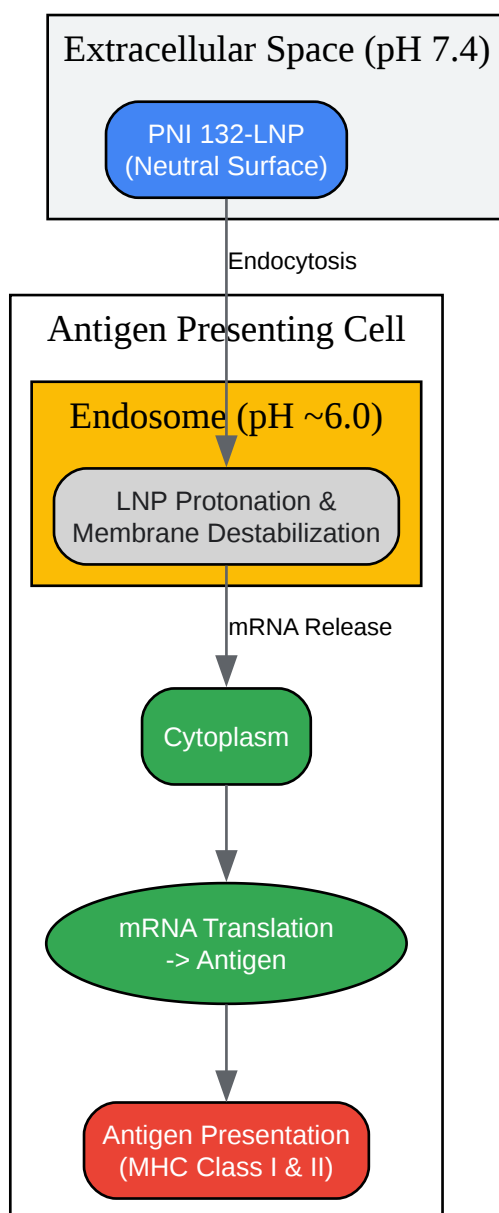 Extracellular Space (pH 7.4)
PNI 132-LNP
(Neutral Surface)
Endocytosis
Antigen Presenting Cell
Endosome (pH ~6.0)
LNP Protonation &
Membrane Destabilization
mRNA Release
Cytoplasm
mRNA Translation
-> Antigen
Antigen Presentation
(MHC Class I & II)